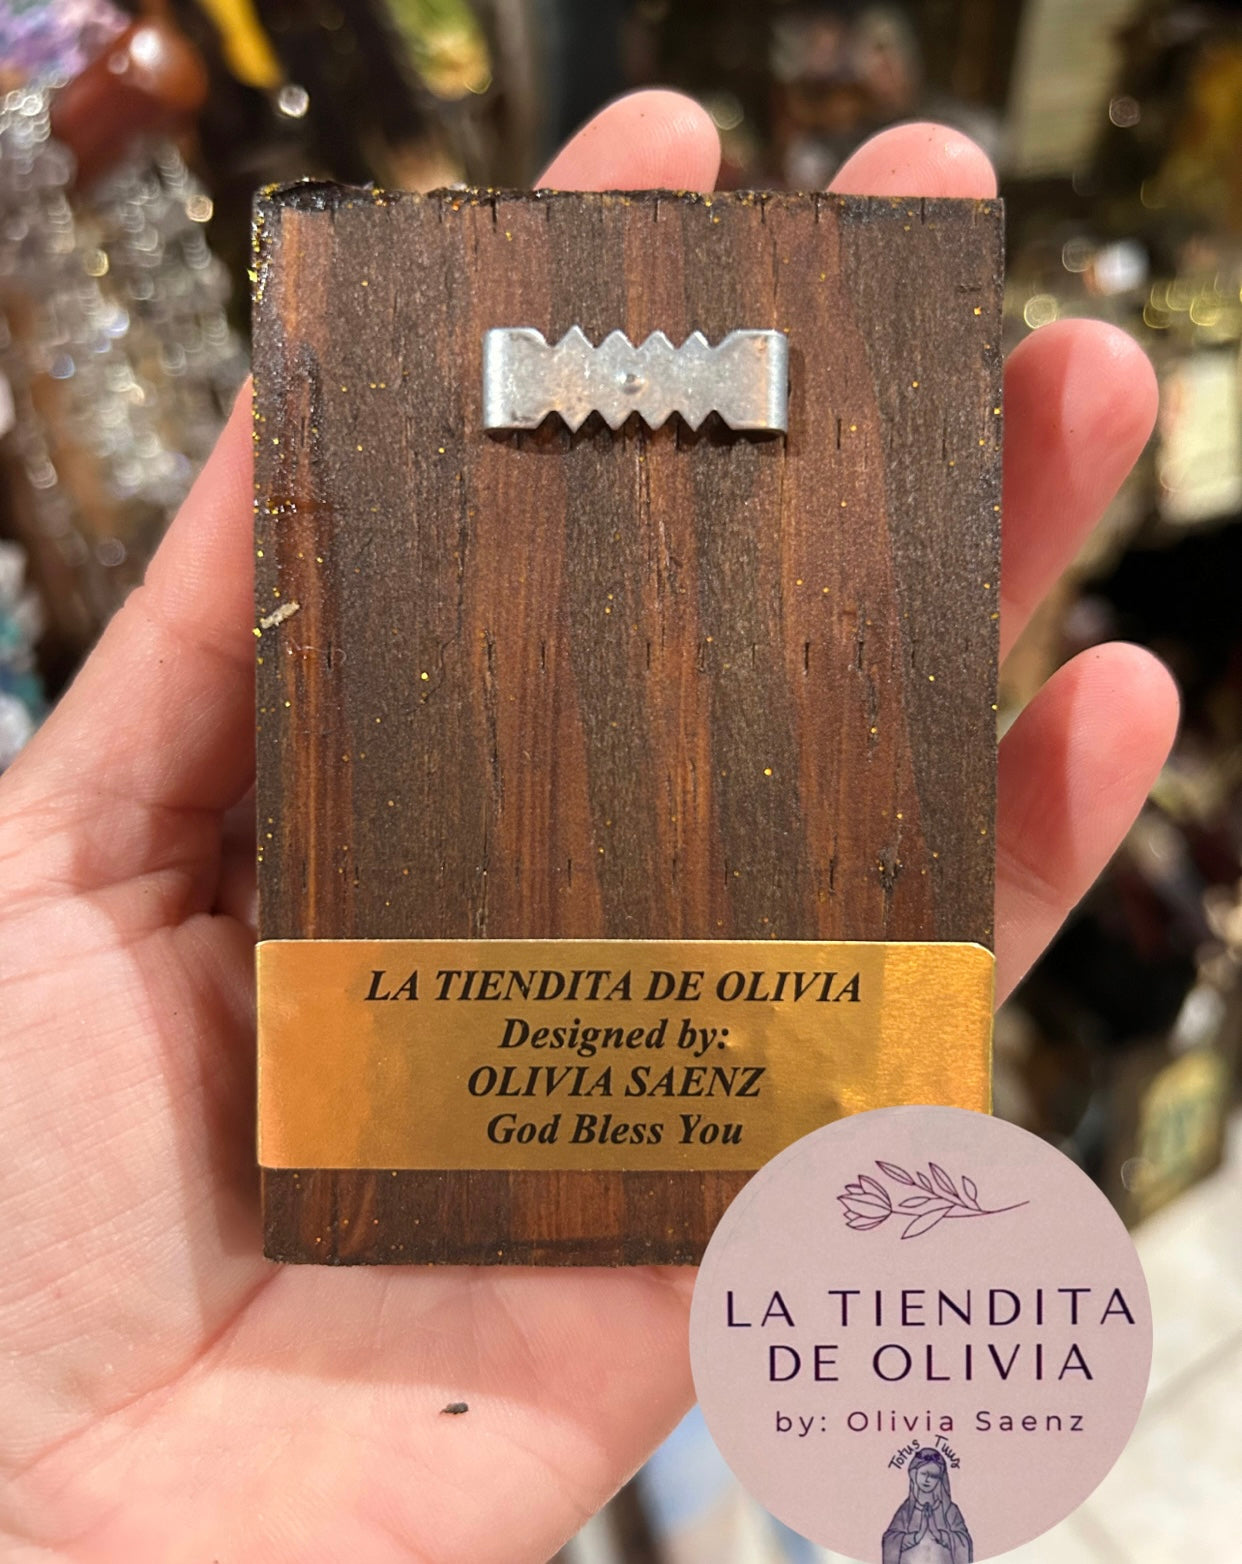 LA TIENDITA DE OLIVIA
Designed by:
OLIVIA SAENZ
God Bless You
LA TIENDITA
DE OLIVIA
by: Olivia Saenz
Totus Tuus